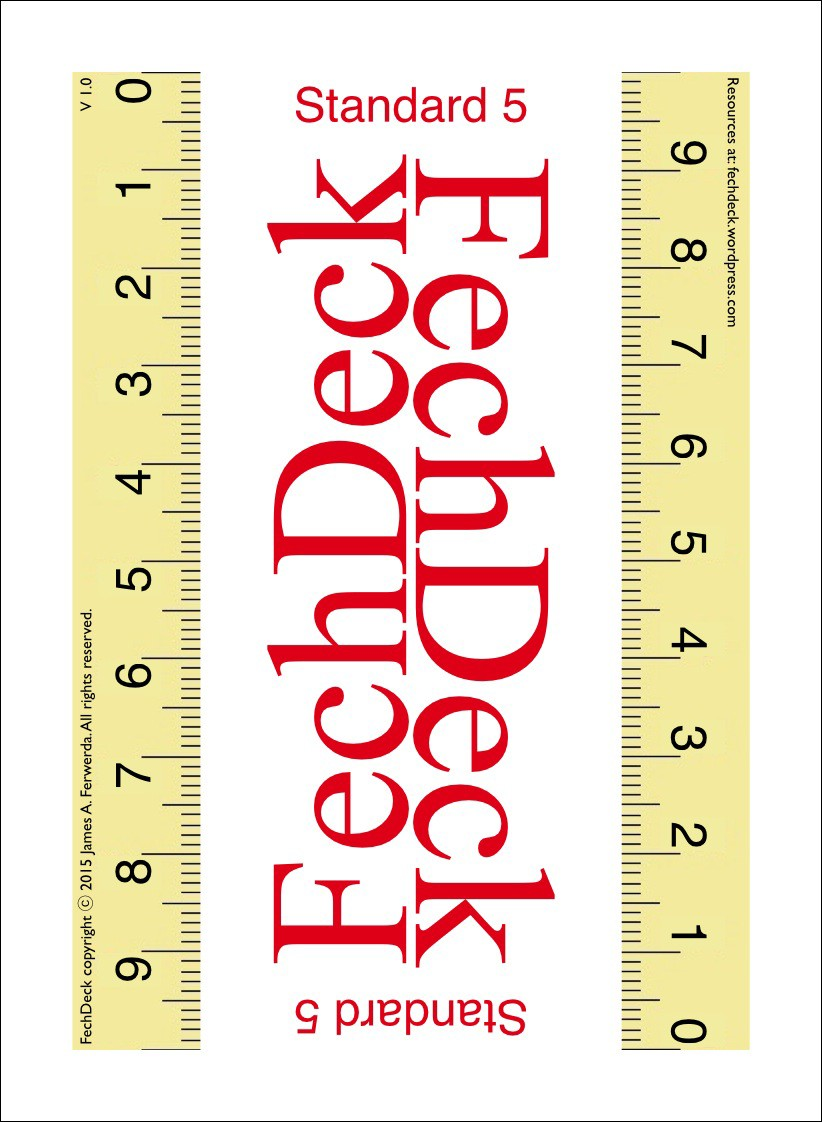 Standard 5
FechDeck
FechDeck
Standard 5
V 1.0
0 1 2 3 4 5 6 7 8 9
FechDeck copyright © 2015 James A. Ferwerda. All rights reserved.
Resources at: fechdeck.wordpress.com
9 8 7 6 5 4 3 2 1 0